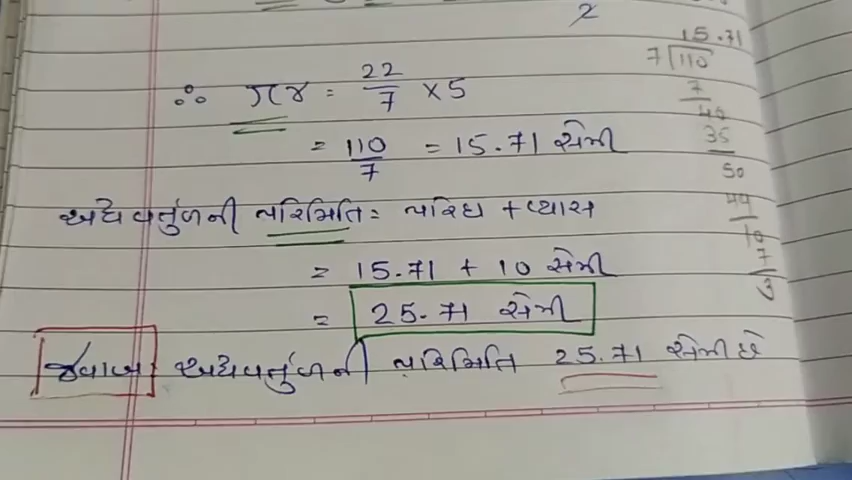 2
∴ πr = 22/7 × 5
= 110/7 = 15.71 સેમી
અર્ધવર્તુળની પરિમિતિ = પરિઘ + વ્યાસ
= 15.71 + 10 સેમી
= 25.71 સેમી
જવાબ અર્ધવર્તુળની પરિમિતિ 25.71 સેમી છે
15.71
7 110
7
40
35
50
49
10
7
3